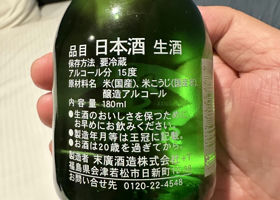 品目 日本酒 生酒
保存方法 要冷蔵
アルコール分 15度
原材料名 米(国産)、米こうじ(国産米)
醸造アルコール
内容量 180ml
●生酒のおいしさを保つため
お早めにお飲みください。
●製造年月等は王冠に記載。
●お酒は20歳を過ぎてから。
製造者 末廣酒造株式会社
福島県会津若松市日新町
お問い合せ先 0120-22-4548